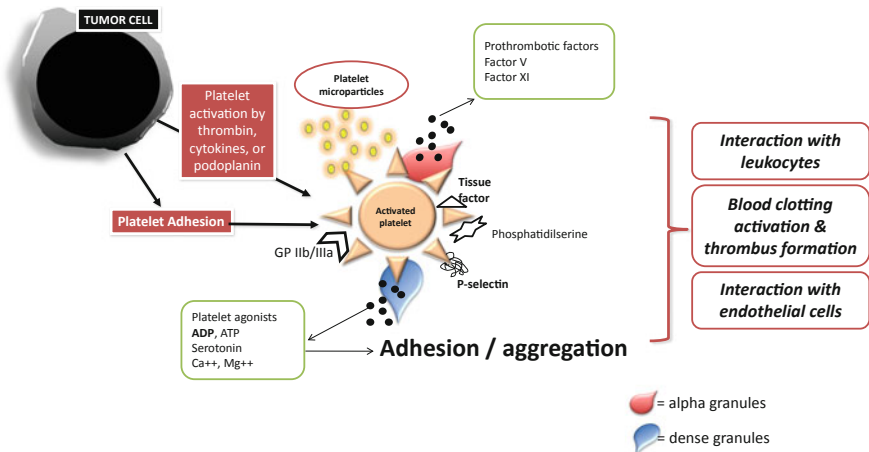 TUMOR CELL
Platelet
activation by
thrombin,
cytokines, or
podoplanin
Platelet Adhesion
Platelet
microparticles
Prothrombotic factors
Factor V
Factor XI
Activated
platelet
Tissue
factor
Phosphatidilserine
GP IIb/IIIa
P-selectin
Platelet agonists
ADP, ATP
Serotonin
Ca++, Mg++
Adhesion / aggregation
Interaction with
leukocytes
Blood clotting
activation &
thrombus formation
Interaction with
endothelial cells
= alpha granules
= dense granules